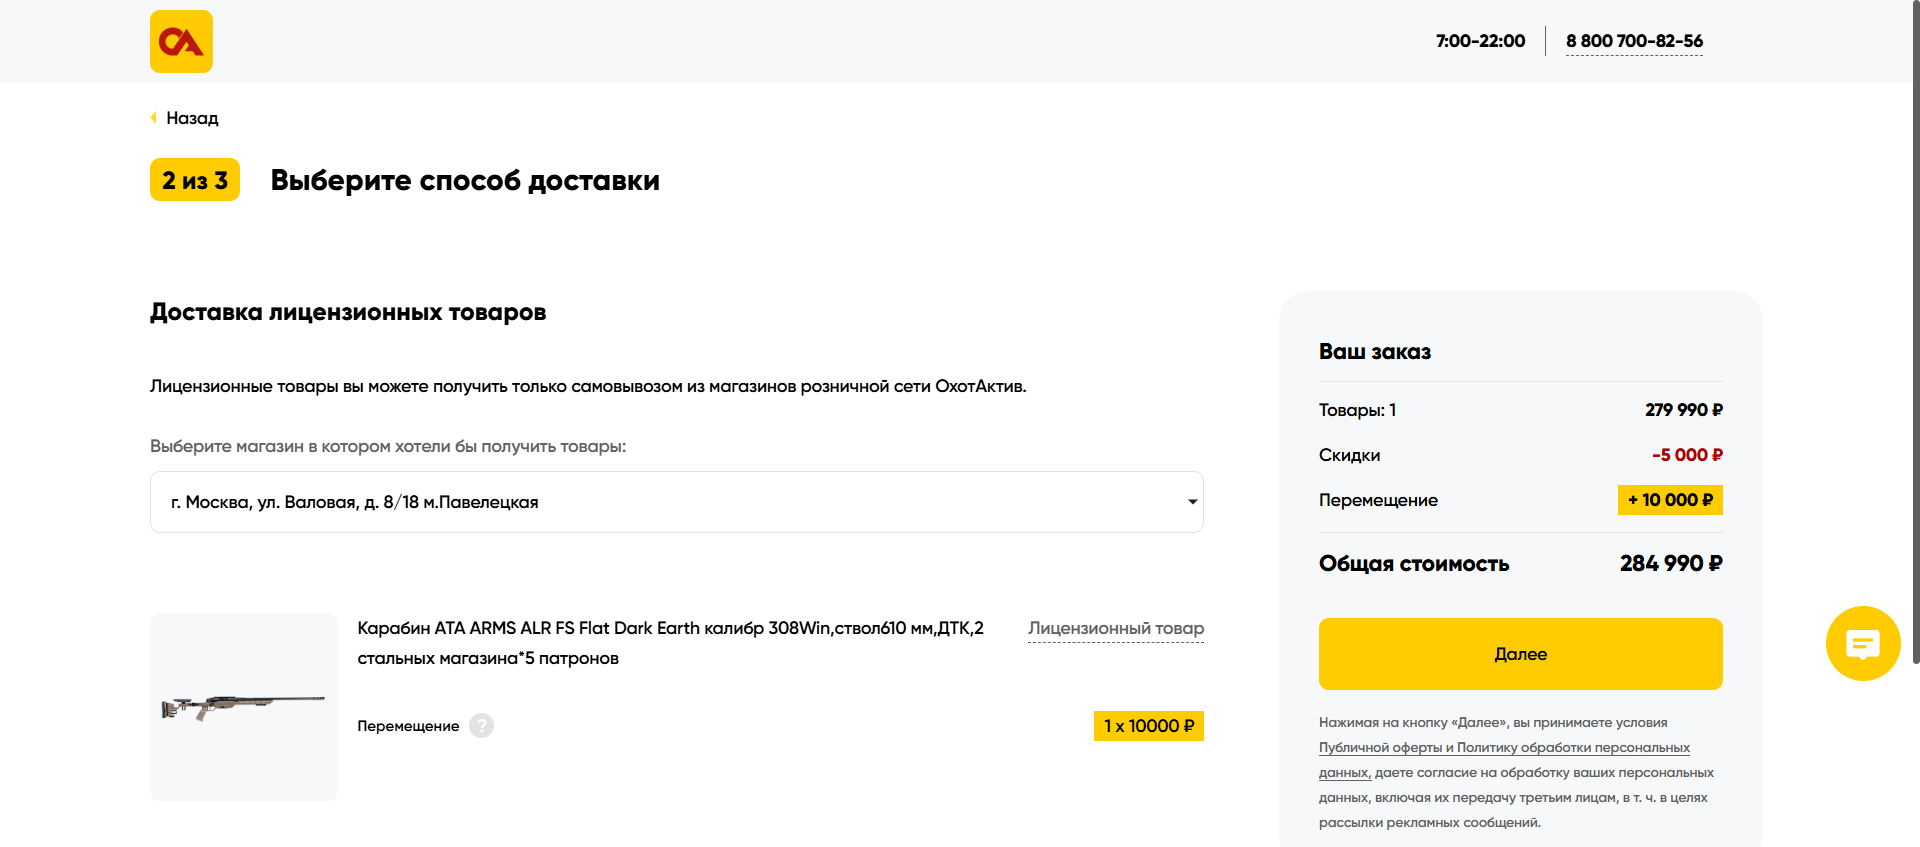 СА
7:00-22:00
8 800 700-82-56
Назад
2 из 3
Выберите способ доставки
Доставка лицензионных товаров
Лицензионные товары вы можете получить только самовывозом из магазинов розничной сети ОхотАктив.
Выберите магазин в котором хотели бы получить товары:
г. Москва, ул. Валовая, д. 8/18 м.Павелецкая
Карабин ATA ARMS ALR FS Flat Dark Earth калибр 308Win,ствол610 мм,ДТК,2
стальных магазина*5 патронов
Лицензионный товар
Перемещение ?
1 x 10000 ₽
Ваш заказ
Товары: 1 279 990 ₽
Скидки -5 000 ₽
Перемещение + 10 000 ₽
Общая стоимость 284 990 ₽
Далее
Нажимая на кнопку «Далее», вы принимаете условия
Публичной оферты и Политику обработки персональных
данных, даете согласие на обработку ваших персональных
данных, включая их передачу третьим лицам, в т. ч. в целях
рассылки рекламных сообщений.